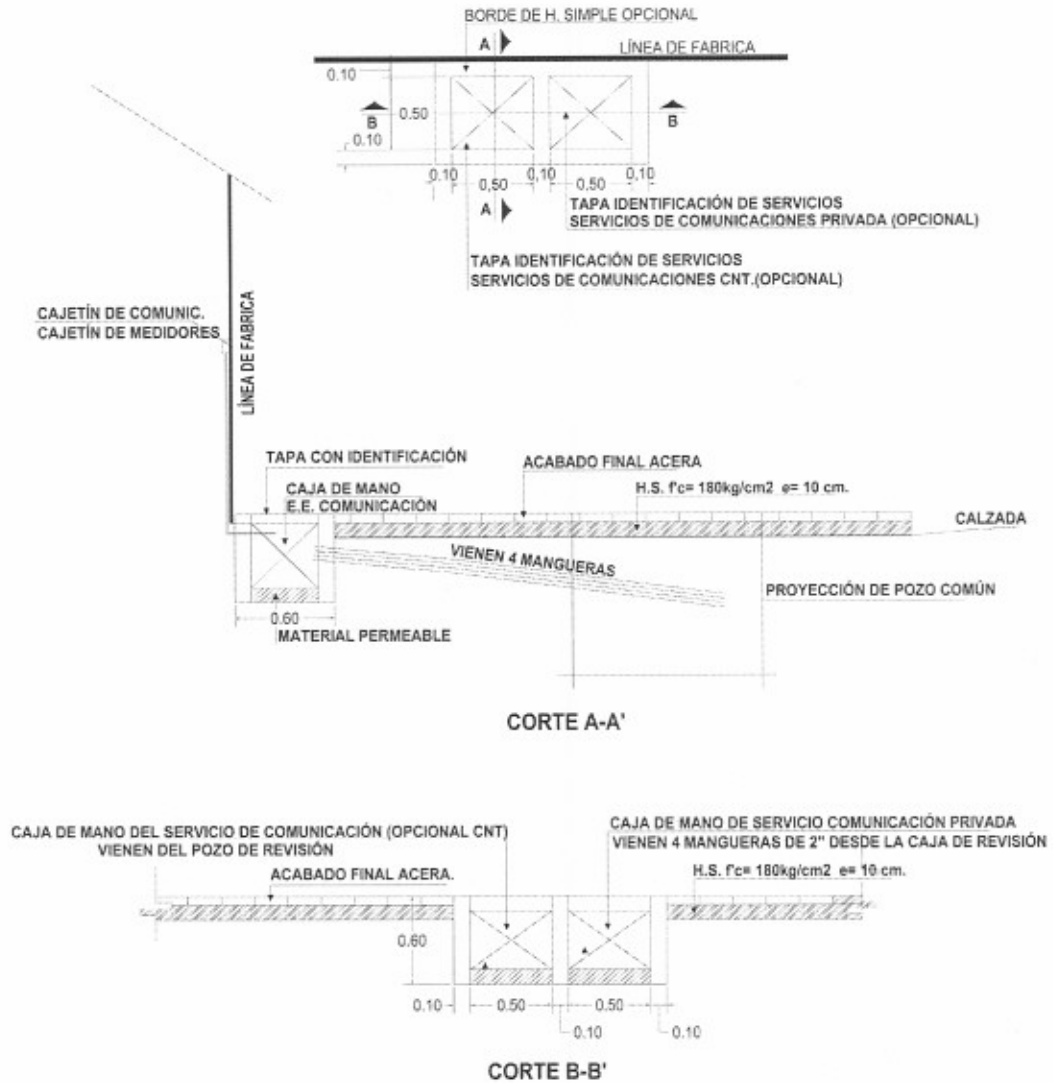 BORDE DE H. SIMPLE OPCIONAL
A
LÍNEA DE FABRICA
0.10
B
0.50
B
0.10
0.10
0,50
0,10
0.50
0,10
A
TAPA IDENTIFICACIÓN DE SERVICIOS
SERVICIOS DE COMUNICACIONES PRIVADA (OPCIONAL)
TAPA IDENTIFICACIÓN DE SERVICIOS
SERVICIOS DE COMUNICACIONES CNT.(OPCIONAL)
CAJETÍN DE COMUNIC.
CAJETÍN DE MEDIDORES
LÍNEA DE FABRICA
TAPA CON IDENTIFICACIÓN
ACABADO FINAL ACERA
CAJA DE MANO
E.E. COMUNICACIÓN
H.S. f'c= 180kg/cm2 e= 10 cm.
CALZADA
VIENEN 4 MANGUERAS
PROYECCIÓN DE POZO COMÚN
0.60
MATERIAL PERMEABLE
CORTE A-A'
CAJA DE MANO DEL SERVICIO DE COMUNICACIÓN (OPCIONAL CNT)
VIENEN DEL POZO DE REVISIÓN
CAJA DE MANO DE SERVICIO COMUNICACIÓN PRIVADA
VIENEN 4 MANGUERAS DE 2" DESDE LA CAJA DE REVISIÓN
ACABADO FINAL ACERA.
H.S. f'c= 180kg/cm2 e= 10 cm.
0.60
0.10
0.50
0.50
0.10
0.10
CORTE B-B'